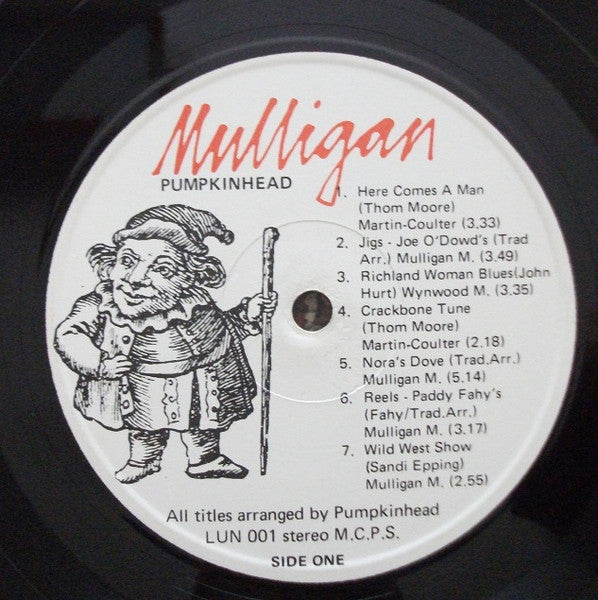 Mulligan
PUMPKINHEAD
1. Here Comes A Man
(Thom Moore)
Martin-Coulter (3.33)
2. Jigs - Joe O'Dowd's (Trad
Arr.) Mulligan M. (3.49)
3. Richland Woman Blues(John
Hurt) Wynwood M. (3.35)
4. Crackbone Tune
(Thom Moore)
Martin-Coulter (2.18)
5. Nora's Dove (Trad.Arr.)
Mulligan M. (5.14)
6. Reels - Paddy Fahy's
(Fahy/Trad.Arr.)
Mulligan M. (3.17)
7. Wild West Show
(Sandi Epping)
Mulligan M. (2.55)
All titles arranged by Pumpkinhead
LUN 001 stereo M.C.P.S.
SIDE ONE